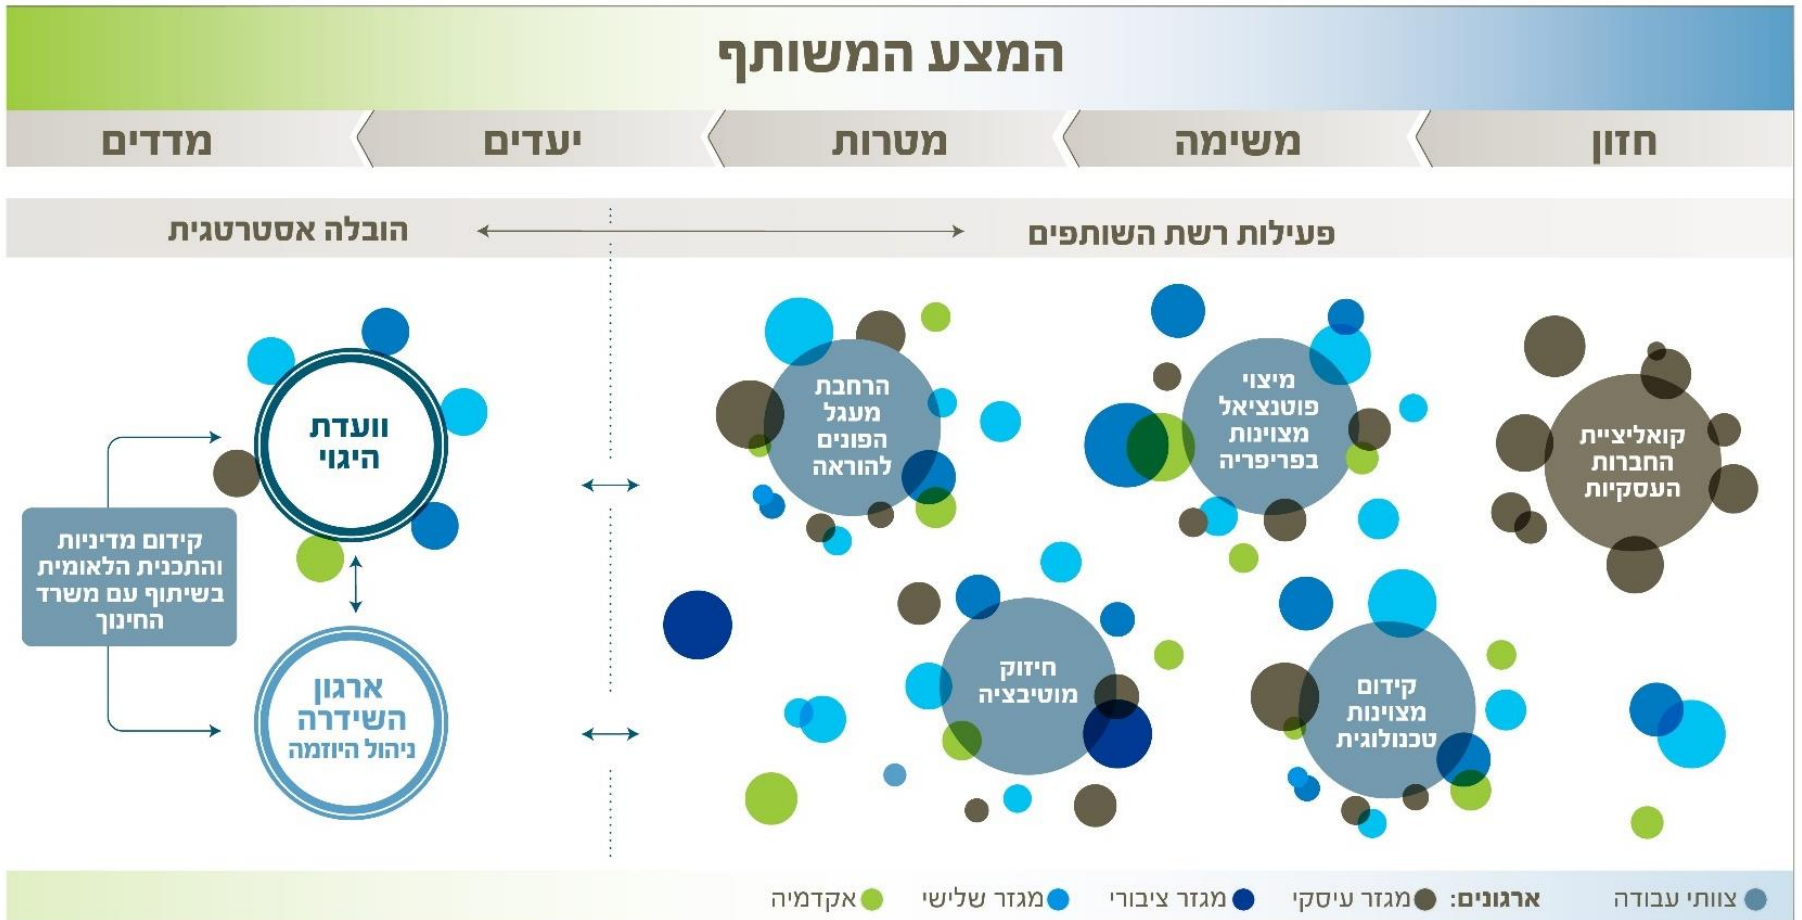 המצע המשותף
חזון
משימה
מטרות
יעדים
מדדים
פעילות רשת השותפים
הובלה אסטרטגית
קואליציית
החברות
העסקיות
מיצוי
פוטנציאל
מצוינות
בפריפריה
הרחבת
מעגל
הפונים
להוראה
קידום
מצוינות
טכנולוגית
חיזוק
מוטיבציה
וועדת
היגוי
ארגון
השידרה
ניהול היוזמה
קידום מדיניות
והתכנית הלאומית
בשיתוף עם משרד
החינוך
צוותי עבודה
ארגונים: מגזר עיסקי מגזר ציבורי מגזר שלישי אקדמיה